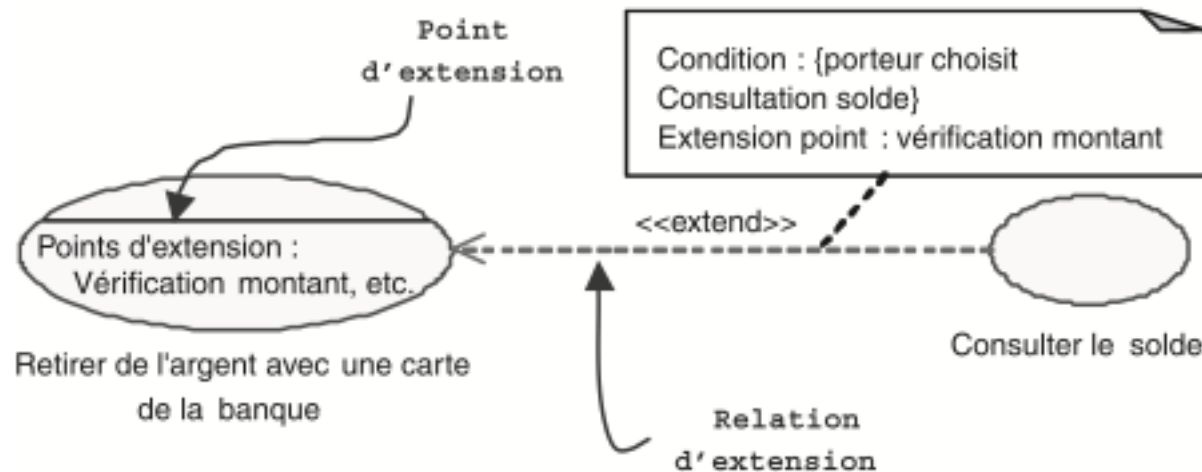 Point
d'extension
Condition : {porteur choisit
Consultation solde}
Extension point : vérification montant
<<extend>>
Points d'extension :
Vérification montant, etc.
Retirer de l'argent avec une carte
de la banque
Consulter le solde
Relation
d'extension